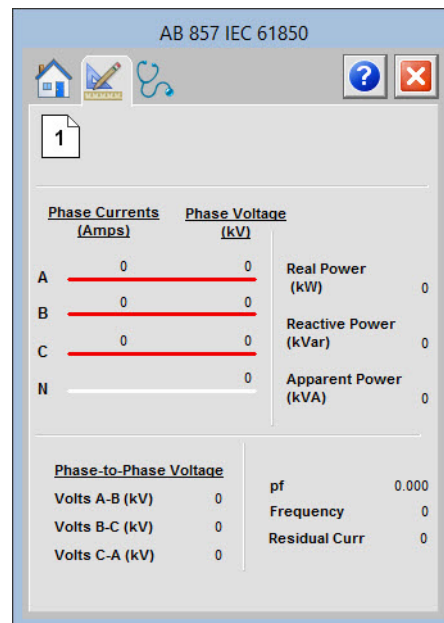 AB 857 IEC 61850
?
1
Phase Currents
(Amps)
Phase Voltage
(kV)
A 0 0
B 0 0
C 0 0
N 0
Real Power
(kW) 0
Reactive Power
(kVar) 0
Apparent Power
(kVA) 0
Phase-to-Phase Voltage
Volts A-B (kV) 0
Volts B-C (kV) 0
Volts C-A (kV) 0
pf 0.000
Frequency 0
Residual Curr 0